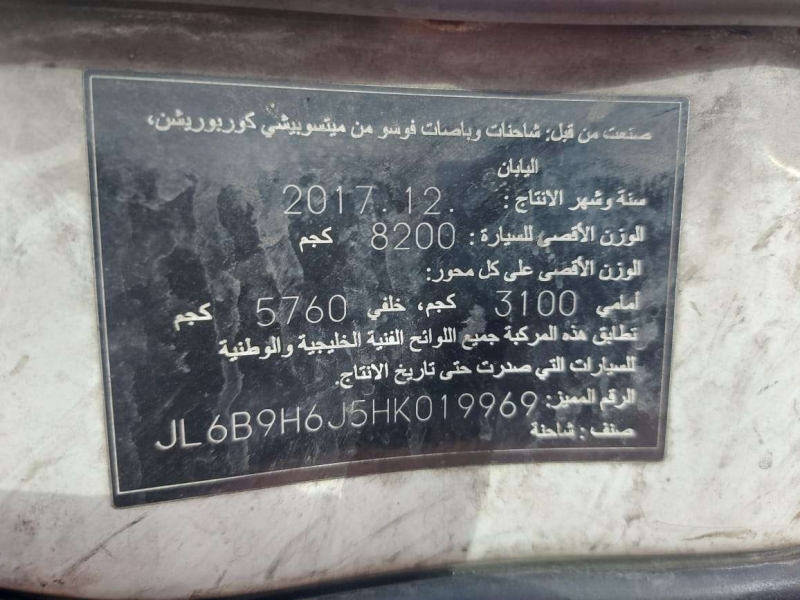 صنعت من قبل: شاحنات وباصات فوسو من ميتسوبيشي كوربوريشن،
اليابان
سنة وشهر الانتاج : 2017.12.
الوزن الأقصى للسيارة : 8200 كجم
الوزن الأقصى على كل محور:
أمامي 3100 كجم، خلفي 5760 كجم
تطابق هذه المركبة جميع اللوائح الفنية الخليجية والوطنية
للسيارات التي صدرت حتى تاريخ الانتاج.
الرقم المميز: JL6B9H6J5HK019969
صنف : شاحنة